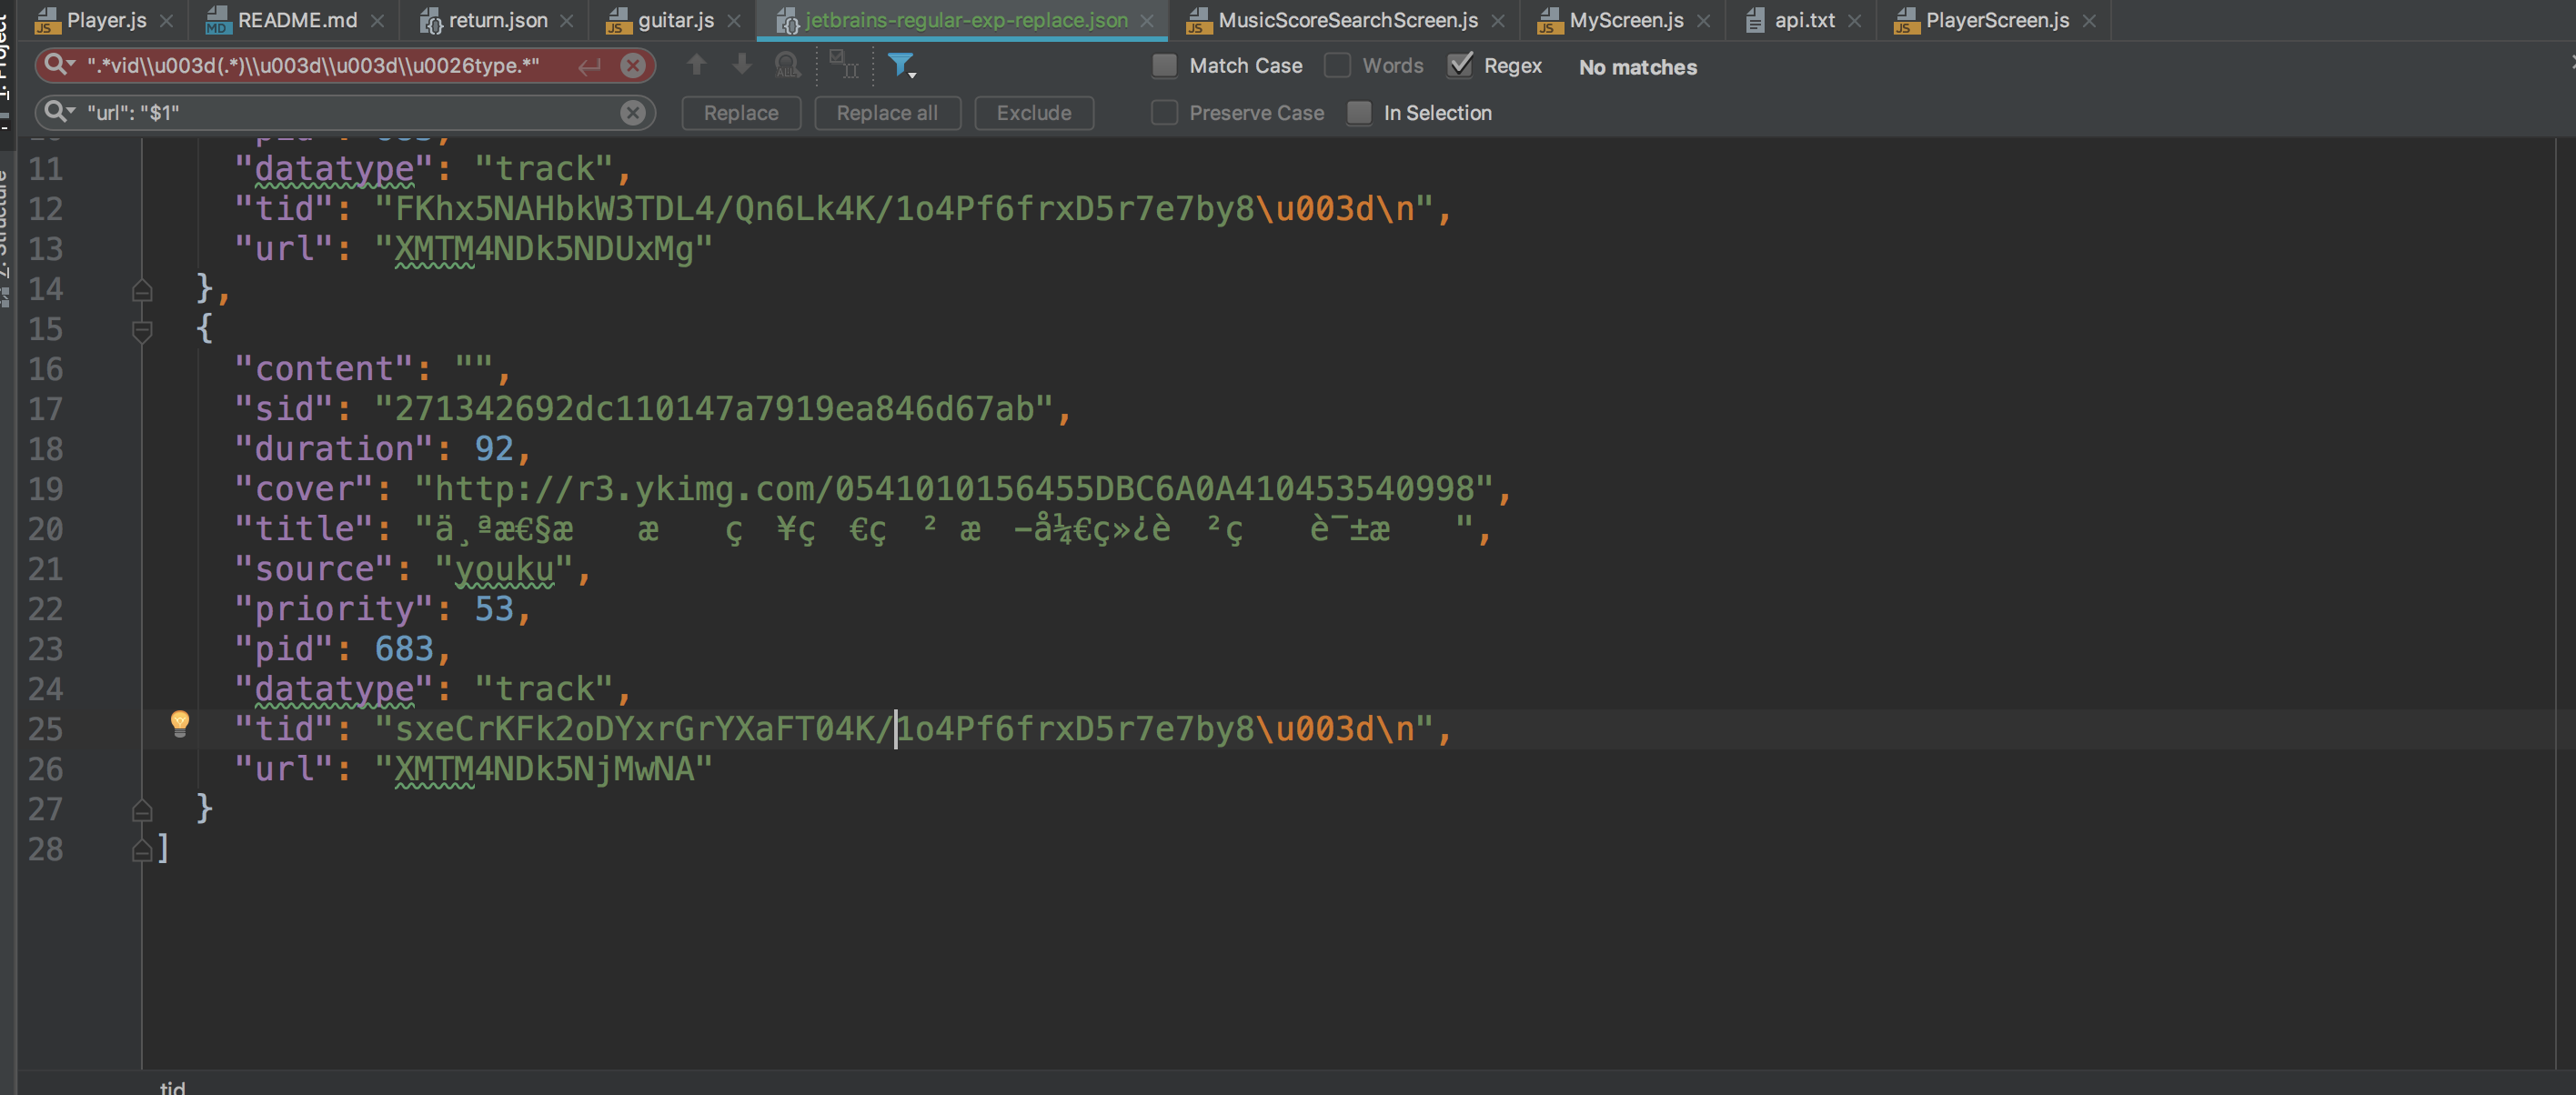 Player.js README.md return.json guitar.js jetbrains-regular-exp-replace.json MusicScoreSearchScreen.js MyScreen.js api.txt PlayerScreen.js
".*vid\\u003d(.*)\\u003d\\u003d\\u0026type.*" Match Case Words Regex No matches
"url": "$1" Replace Replace all Exclude Preserve Case In Selection
11 "datatype": "track",
12 "tid": "FKhx5NAHbkW3TDL4/Qn6Lk4K/1o4Pf6frxD5r7e7by8\u003d\n",
13 "url": "XMTM4NDk5NDUxMg"
14 },
15 {
16 "content": "",
17 "sid": "271342692dc110147a7919ea846d67ab",
18 "duration": 92,
19 "cover": "http://r3.ykimg.com/0541010156455DBC6A0A410453540998",
20 "title": "ä¸ªæ€§æ æ ç ¥ç €ç ² æ –å¼€ç»¿è ²ç è¯±æ ",
21 "source": "youku",
22 "priority": 53,
23 "pid": 683,
24 "datatype": "track",
25 "tid": "sxeCrKFk2oDYxrGrYXaFT04K/1o4Pf6frxD5r7e7by8\u003d\n",
26 "url": "XMTM4NDk5NjMwNA"
27 }
28 ]
tid